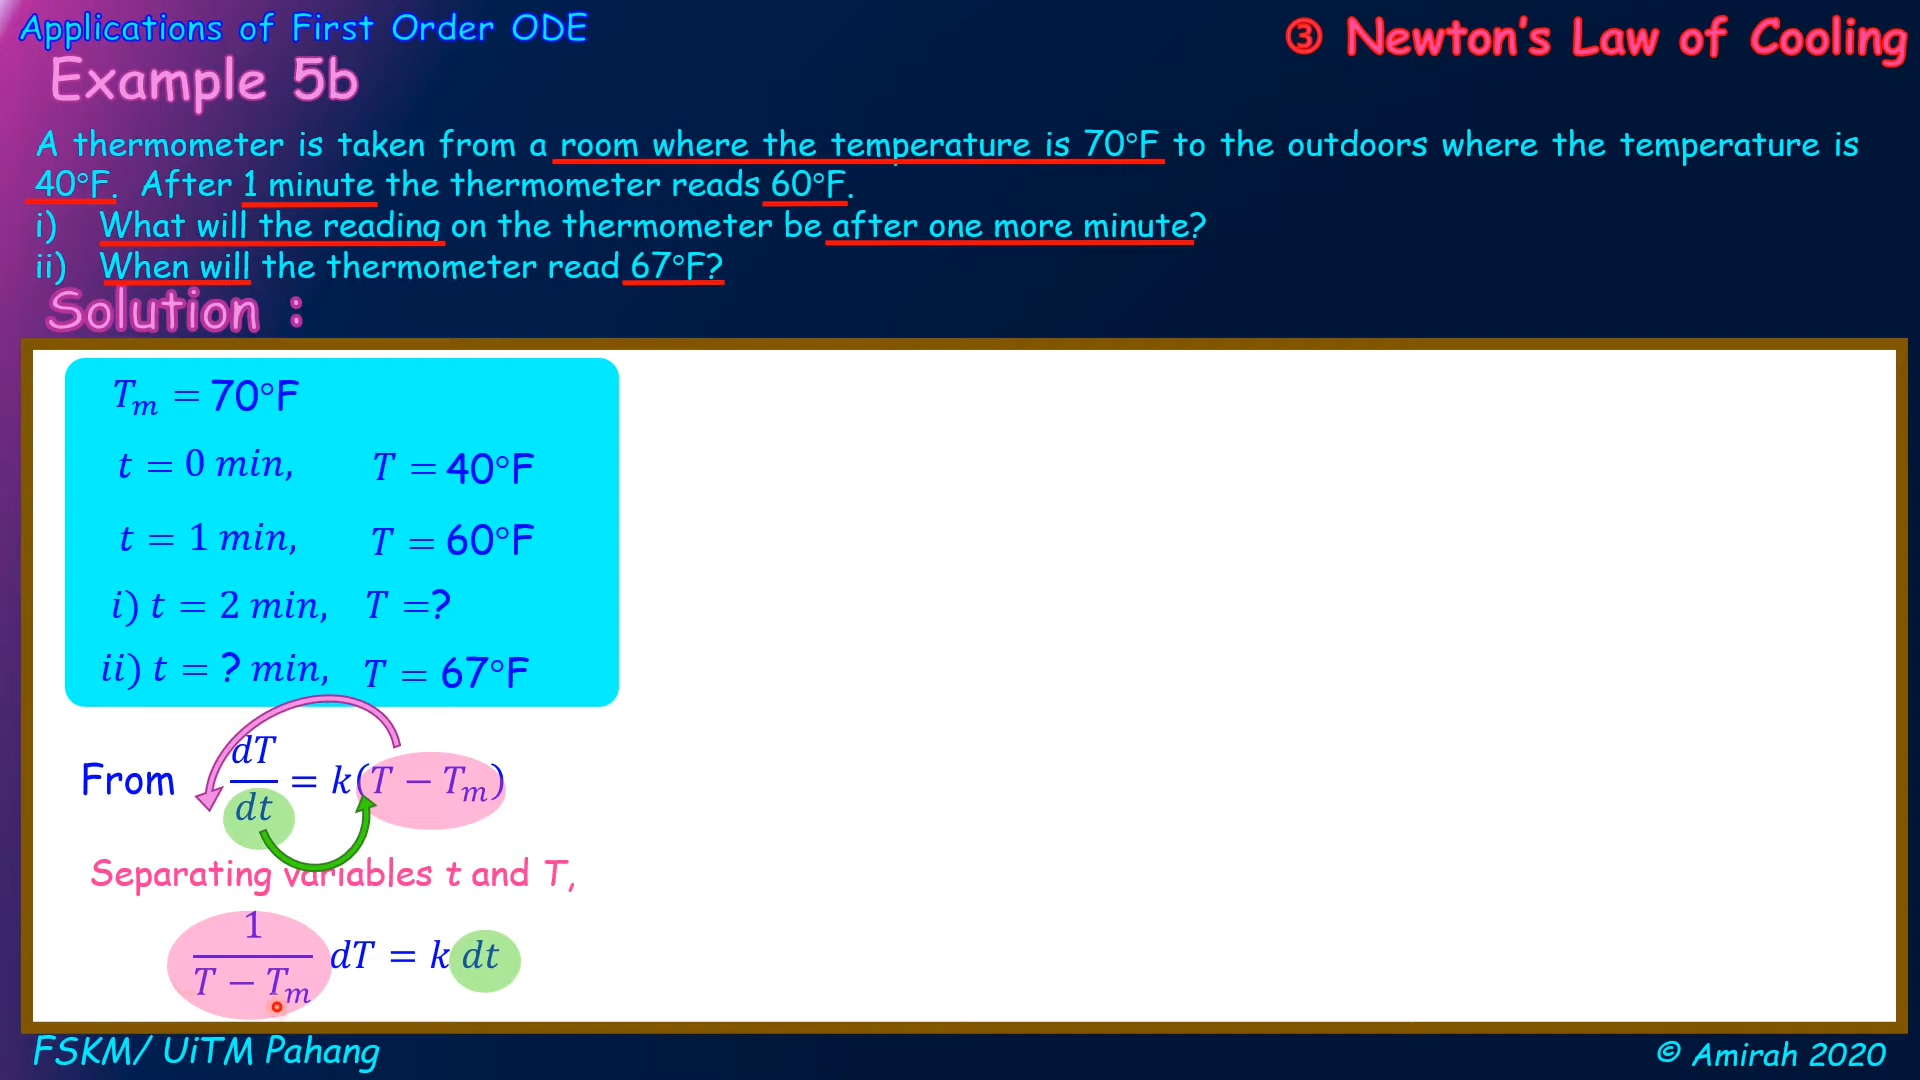 Applications of First Order ODE
③ Newton's Law of Cooling
Example 5b
A thermometer is taken from a room where the temperature is 70°F to the outdoors where the temperature is
40°F. After 1 minute the thermometer reads 60°F.
i) What will the reading on the thermometer be after one more minute?
ii) When will the thermometer read 67°F?
Solution :
T_m = 70°F
t = 0 min, T = 40°F
t = 1 min, T = 60°F
i) t = 2 min, T =?
ii) t = ? min, T = 67°F
From dT/dt = k(T − T_m)
Separating variables t and T,
1/(T − T_m) dT = k dt
FSKM/ UiTM Pahang
© Amirah 2020